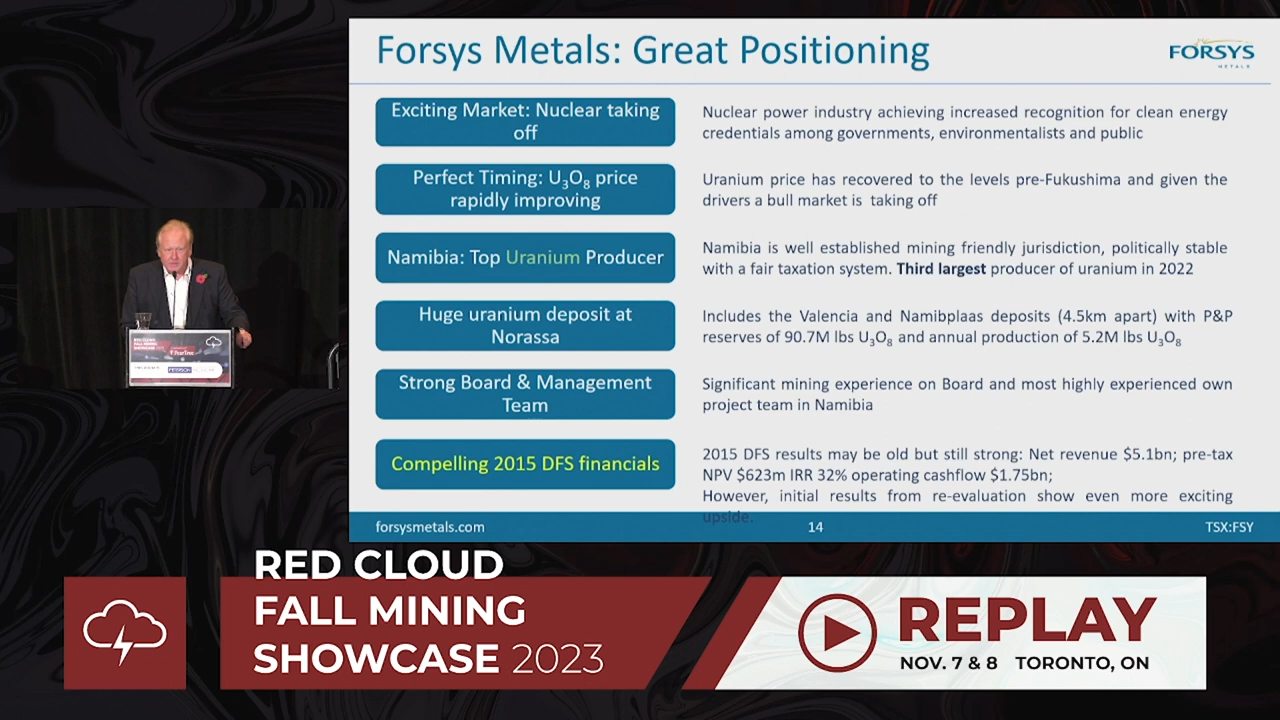 Forsys Metals: Great Positioning
FORSYS
METALS
Exciting Market: Nuclear taking
off
Nuclear power industry achieving increased recognition for clean energy
credentials among governments, environmentalists and public
Perfect Timing: U₃O₈ price
rapidly improving
Uranium price has recovered to the levels pre-Fukushima and given the
drivers a bull market is taking off
Namibia: Top Uranium Producer
Namibia is well established mining friendly jurisdiction, politically stable
with a fair taxation system. Third largest producer of uranium in 2022
Huge uranium deposit at
Norassa
Includes the Valencia and Namibplaas deposits (4.5km apart) with P&P
reserves of 90.7M lbs U₃O₈ and annual production of 5.2M lbs U₃O₈
Strong Board & Management
Team
Significant mining experience on Board and most highly experienced own
project team in Namibia
Compelling 2015 DFS financials
2015 DFS results may be old but still strong: Net revenue $5.1bn; pre-tax
NPV $623m IRR 32% operating cashflow $1.75bn;
However, initial results from re-evaluation show even more exciting
upside.
forsysmetals.com
14
TSX:FSY
RED CLOUD
FALL MINING
SHOWCASE
PearTree
RED CLOUD
FALL MINING
SHOWCASE 2023
REPLAY
NOV. 7 & 8 TORONTO, ON